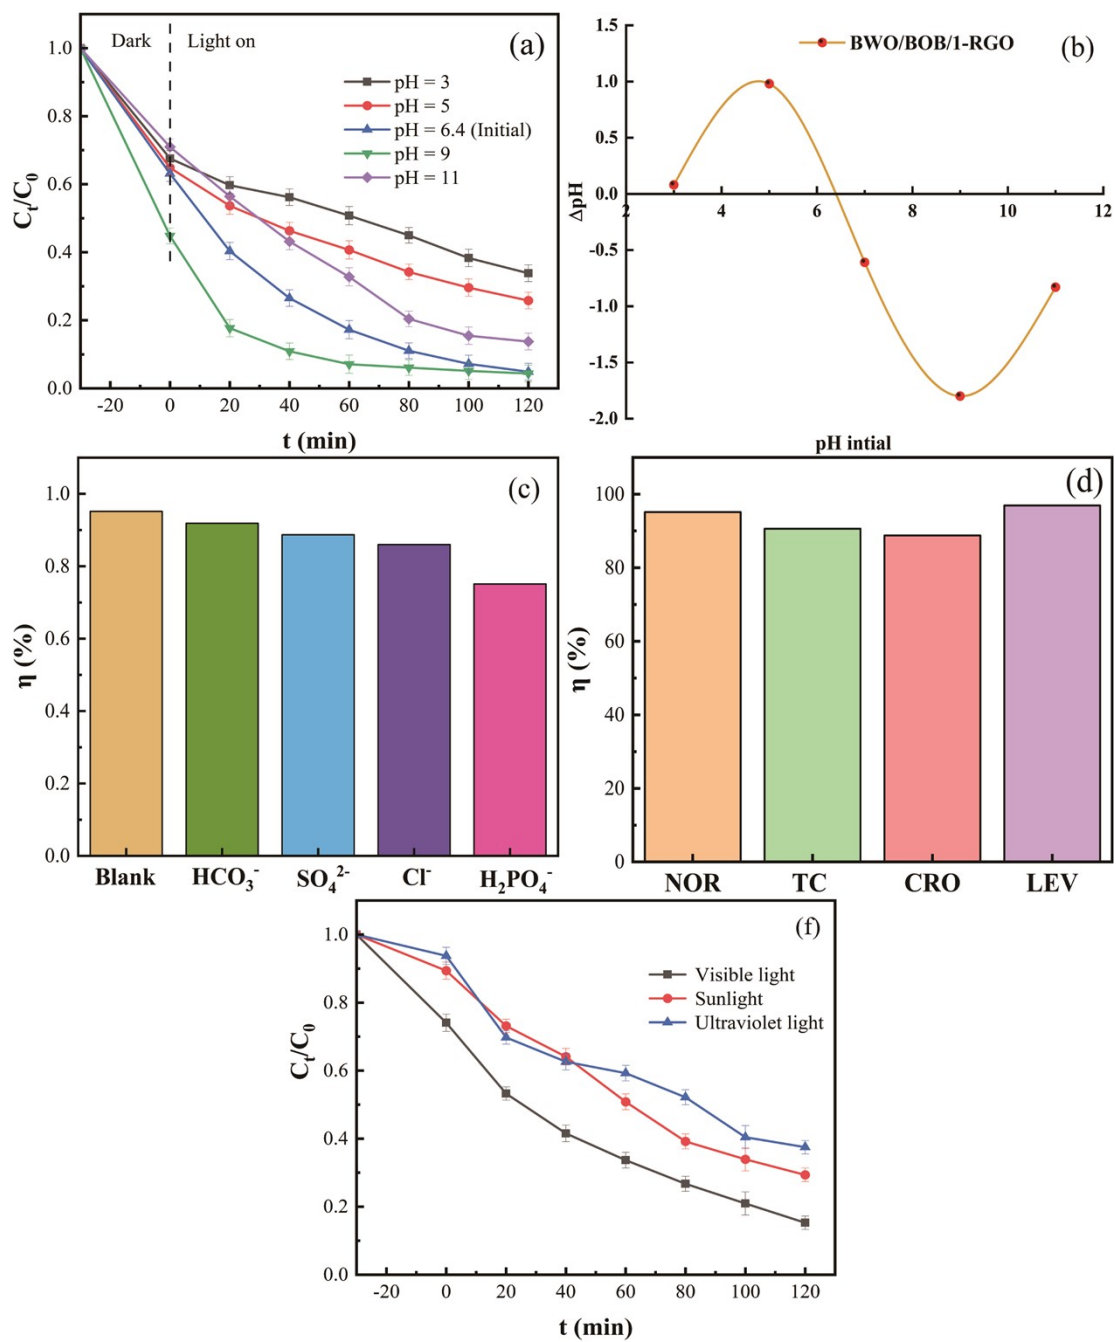 (a)
Dark
Light on
pH = 3
pH = 5
pH = 6.4 (Initial)
pH = 9
pH = 11
1.0
0.8
0.6
0.4
0.2
0.0
Cₜ/C₀
-20 0 20 40 60 80 100 120
t (min)
(b)
BWO/BOB/1-RGO
1.5
1.0
0.5
0.0
-0.5
-1.0
-1.5
-2.0
ΔpH
2 4 6 8 10 12
pH intial
(c)
1.0
0.8
0.6
0.4
0.2
0.0
η (%)
Blank HCO₃⁻ SO₄²⁻ Cl⁻ H₂PO₄⁻
(d)
100
80
60
40
20
0
η (%)
NOR TC CRO LEV
(f)
Visible light
Sunlight
Ultraviolet light
1.0
0.8
0.6
0.4
0.2
0.0
Cₜ/C₀
-20 0 20 40 60 80 100 120
t (min)